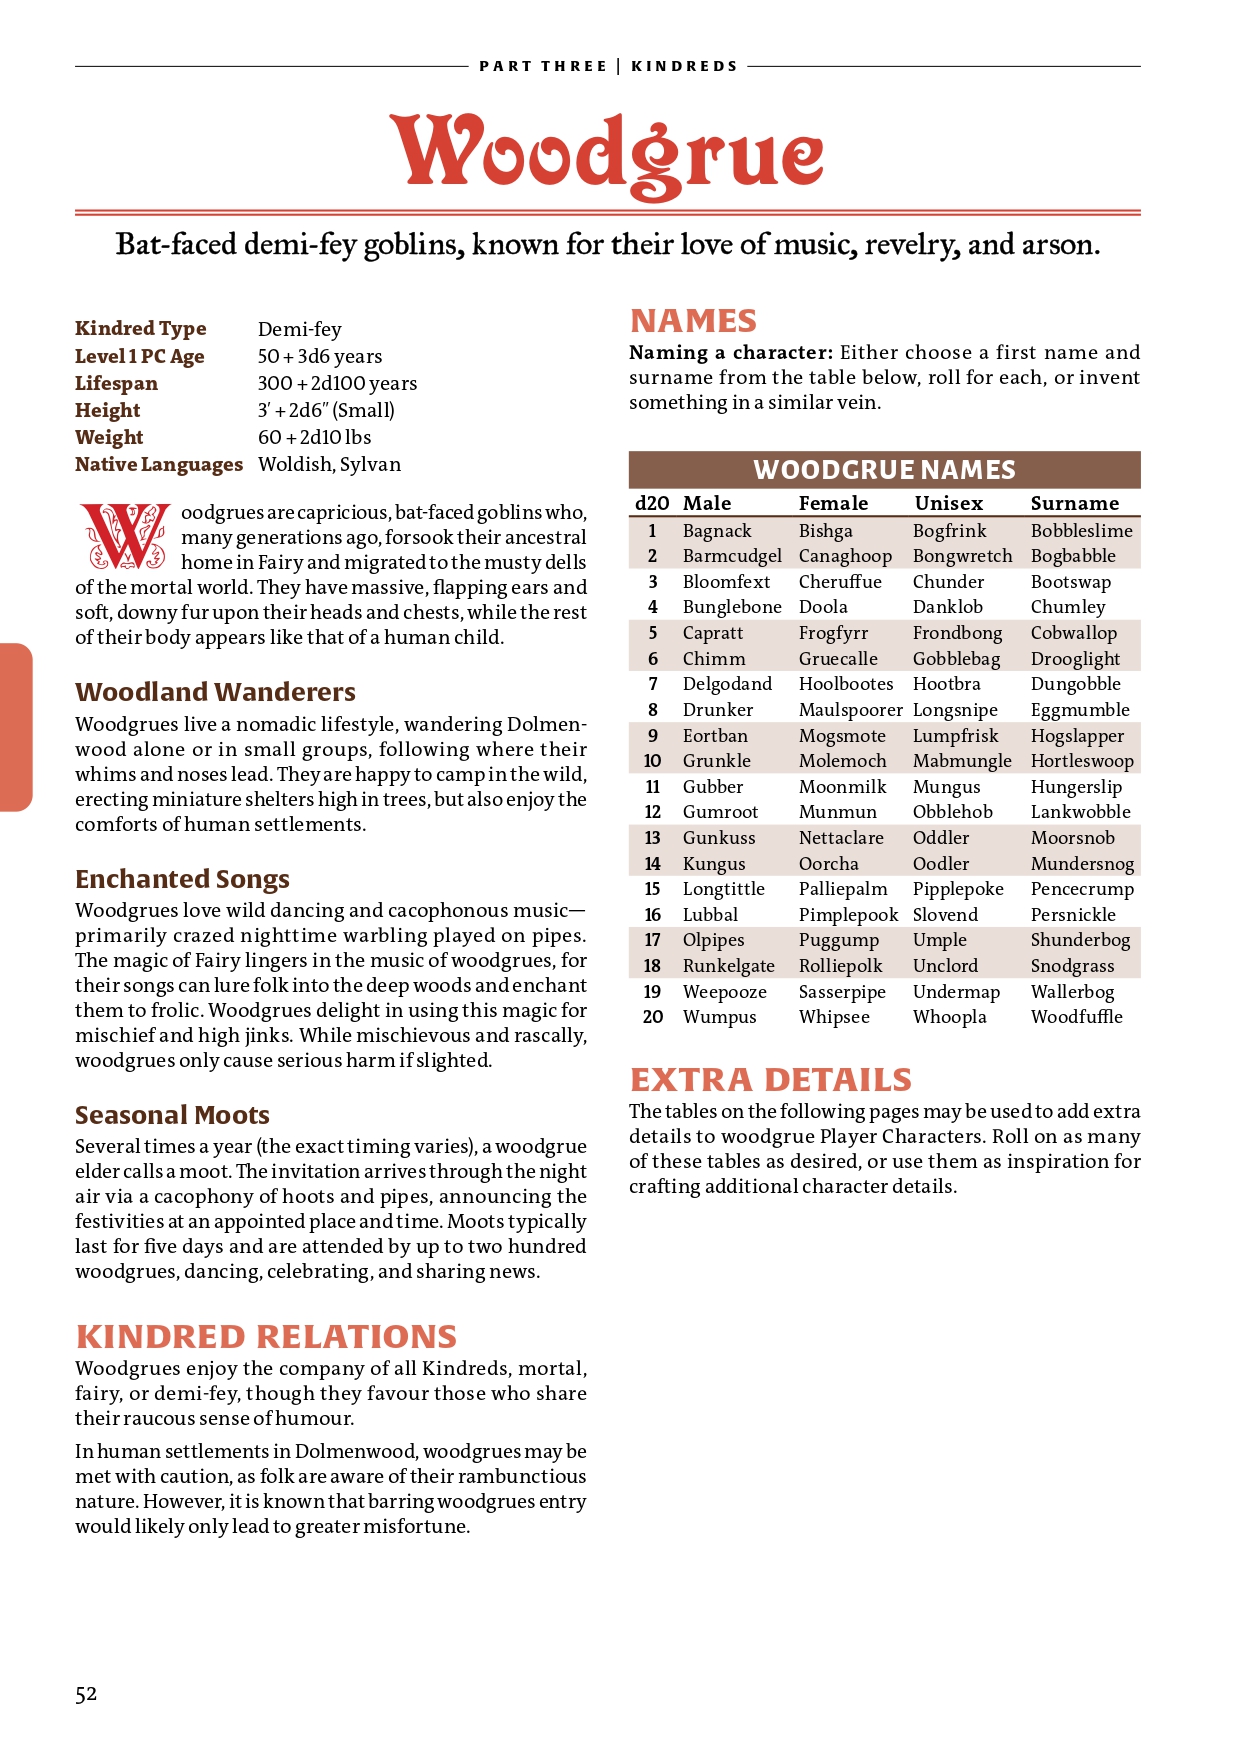 PART THREE | KINDREDS
Woodgrue
Bat-faced demi-fey goblins, known for their love of music, revelry, and arson.
Kindred Type Demi-fey
Level 1 PC Age 50 + 3d6 years
Lifespan 300 + 2d100 years
Height 3′ + 2d6″ (Small)
Weight 60 + 2d10 lbs
Native Languages Woldish, Sylvan
Woodgrues are capricious, bat-faced goblins who,
many generations ago, forsook their ancestral
home in Fairy and migrated to the musty dells
of the mortal world. They have massive, flapping ears and
soft, downy fur upon their heads and chests, while the rest
of their body appears like that of a human child.
Woodland Wanderers
Woodgrues live a nomadic lifestyle, wandering Dolmen-
wood alone or in small groups, following where their
whims and noses lead. They are happy to camp in the wild,
erecting miniature shelters high in trees, but also enjoy the
comforts of human settlements.
Enchanted Songs
Woodgrues love wild dancing and cacophonous music—
primarily crazed nighttime warbling played on pipes.
The magic of Fairy lingers in the music of woodgrues, for
their songs can lure folk into the deep woods and enchant
them to frolic. Woodgrues delight in using this magic for
mischief and high jinks. While mischievous and rascally,
woodgrues only cause serious harm if slighted.
Seasonal Moots
Several times a year (the exact timing varies), a woodgrue
elder calls a moot. The invitation arrives through the night
air via a cacophony of hoots and pipes, announcing the
festivities at an appointed place and time. Moots typically
last for five days and are attended by up to two hundred
woodgrues, dancing, celebrating, and sharing news.
KINDRED RELATIONS
Woodgrues enjoy the company of all Kindreds, mortal,
fairy, or demi-fey, though they favour those who share
their raucous sense of humour.
In human settlements in Dolmenwood, woodgrues may be
met with caution, as folk are aware of their rambunctious
nature. However, it is known that barring woodgrues entry
would likely only lead to greater misfortune.
NAMES
Naming a character: Either choose a first name and
surname from the table below, roll for each, or invent
something in a similar vein.
WOODGRUE NAMES
d20 Male Female Unisex Surname
1 Bagnack Bishga Bogfrink Bobbleslime
2 Barmcudgel Canaghoop Bongwretch Bogbabble
3 Bloomfext Cheruffue Chunder Bootswap
4 Bunglebone Doola Danklob Chumley
5 Capratt Frogfyrr Frondbong Cobwallop
6 Chimm Gruecalle Gobblebag Drooglight
7 Delgodand Hoolbootes Hootbra Dungobble
8 Drunker Maulspoorer Longsnipe Eggmumble
9 Eortban Mogsmote Lumpfrisk Hogslapper
10 Grunkle Molemoch Mabmungle Hortleswoop
11 Gubber Moonmilk Mungus Hungerslip
12 Gumroot Munmun Obblehob Lankwobble
13 Gunkuss Nettaclare Oddler Moorsnob
14 Kungus Oorcha Oodler Mundersnog
15 Longtittle Palliepalm Pipplepoke Pencecrump
16 Lubbal Pimplepook Slovend Persnickle
17 Olpipes Puggump Umple Shunderbog
18 Runkelgate Rolliepolk Unclord Snodgrass
19 Weepooze Sasserpipe Undermap Wallerbog
20 Wumpus Whipsee Whoopla Woodfuffle
EXTRA DETAILS
The tables on the following pages may be used to add extra
details to woodgrue Player Characters. Roll on as many
of these tables as desired, or use them as inspiration for
crafting additional character details.
52